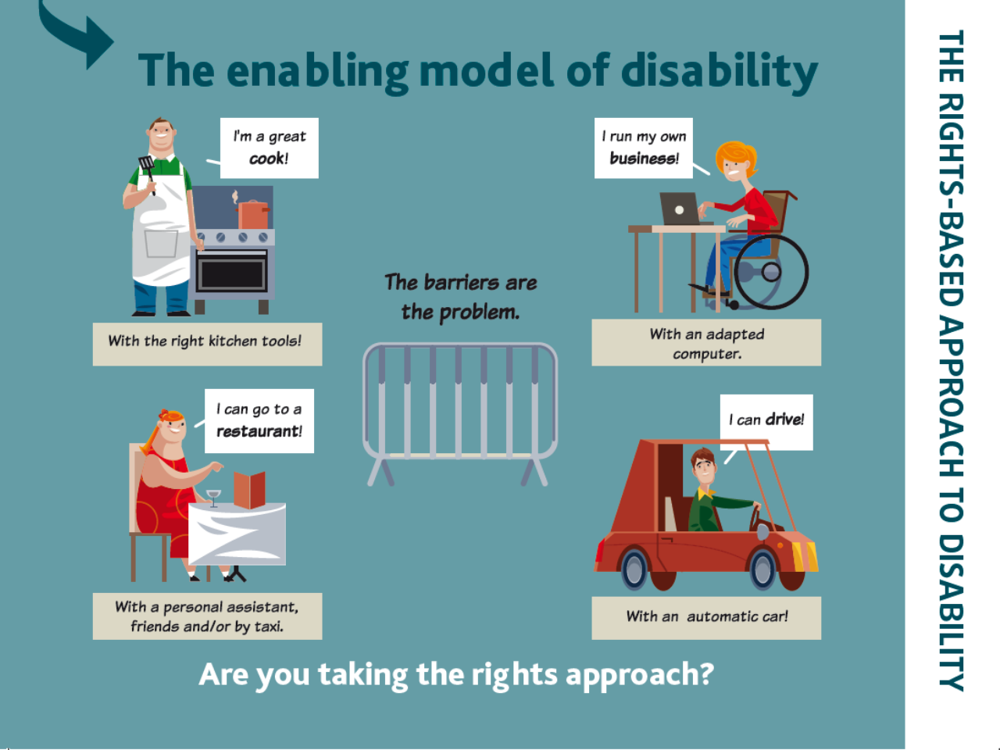 The enabling model of disability
I'm a great
cook!
With the right kitchen tools!
I run my own
business!
With an adapted
computer.
The barriers are
the problem.
I can go to a
restaurant!
With a personal assistant,
friends and/or by taxi.
I can drive!
With an automatic car!
Are you taking the rights approach?
THE RIGHTS-BASED APPROACH TO DISABILITY